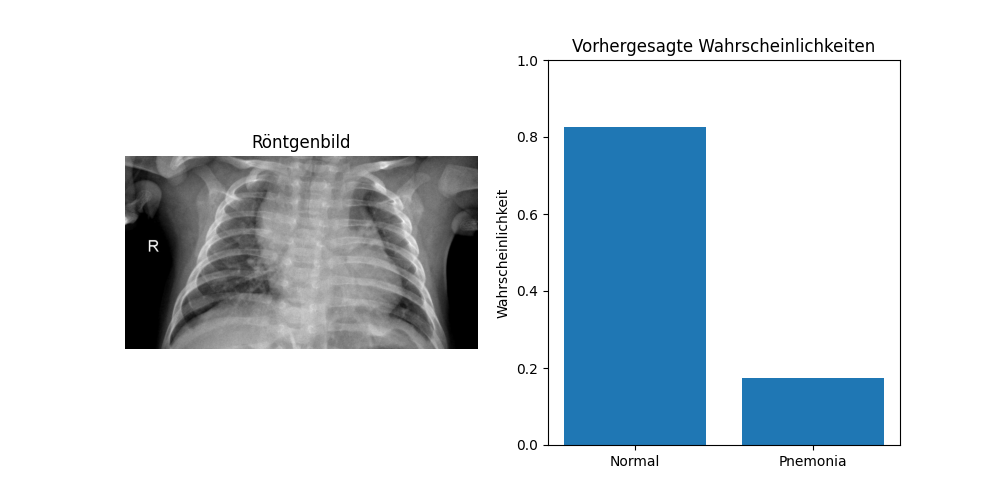 Röntgenbild
R
Vorhergesagte Wahrscheinlichkeiten
Wahrscheinlichkeit
1.0
0.8
0.6
0.4
0.2
0.0
Normal
Pnemonia